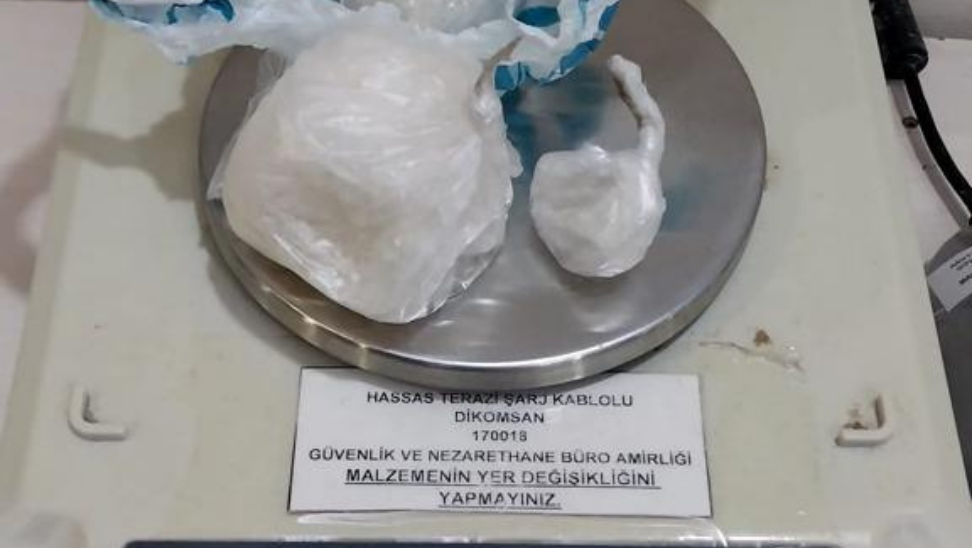 HASSAS TERAZİ ŞARJ KABLOLU
DİKOMSAN
170018
GÜVENLİK VE NEZARETHANE BÜRO AMİRLİĞİ
MALZEMENİN YER DEĞİŞİKLİĞİNİ
YAPMAYINIZ.